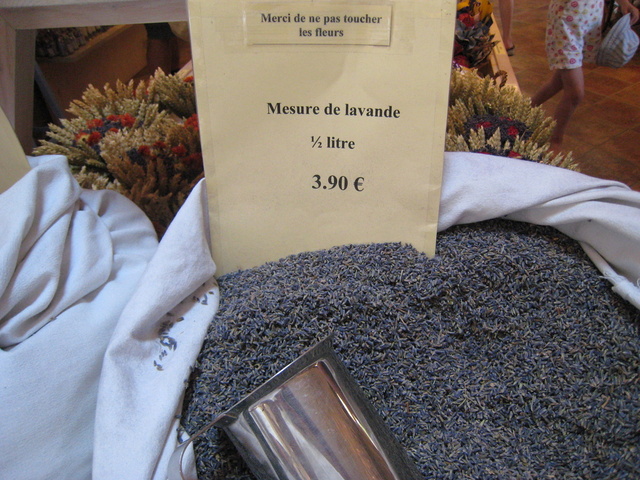 Merci de ne pas toucher
les fleurs
Mesure de lavande
½ litre
3.90 €